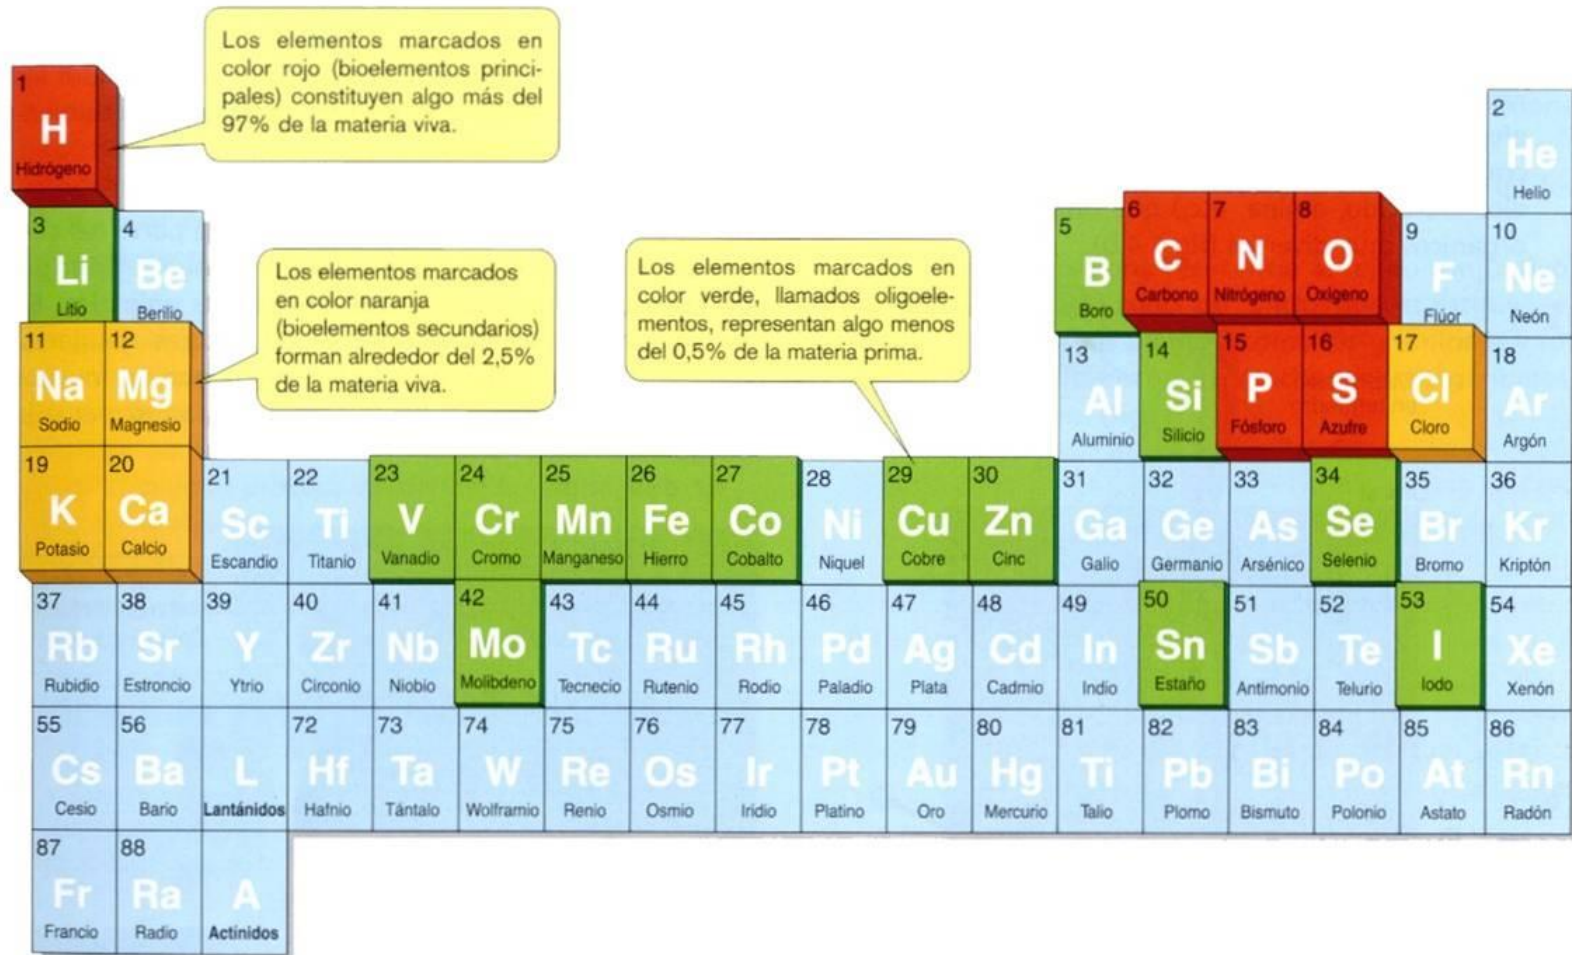 Los elementos marcados en
color rojo (bioelementos princi-
pales) constituyen algo más del
97% de la materia viva.
1
H
Hidrógeno
2
He
Helio
3
Li
Litio
4
Be
Berilio
Los elementos marcados
en color naranja
(bioelementos secundarios)
forman alrededor del 2,5%
de la materia viva.
Los elementos marcados en
color verde, llamados oligoele-
mentos, representan algo menos
del 0,5% de la materia prima.
5
B
Boro
6
C
Carbono
7
N
Nitrógeno
8
O
Oxígeno
9
F
Flúor
10
Ne
Neón
11
Na
Sodio
12
Mg
Magnesio
13
Al
Aluminio
14
Si
Silicio
15
P
Fósforo
16
S
Azufre
17
Cl
Cloro
18
Ar
Argón
19
K
Potasio
20
Ca
Calcio
21
Sc
Escandio
22
Ti
Titanio
23
V
Vanadio
24
Cr
Cromo
25
Mn
Manganeso
26
Fe
Hierro
27
Co
Cobalto
28
Ni
Niquel
29
Cu
Cobre
30
Zn
Cinc
31
Ga
Galio
32
Ge
Germanio
33
As
Arsénico
34
Se
Selenio
35
Br
Bromo
36
Kr
Kriptón
37
Rb
Rubidio
38
Sr
Estroncio
39
Y
Ytrio
40
Zr
Circonio
41
Nb
Niobio
42
Mo
Molibdeno
43
Tc
Tecnecio
44
Ru
Rutenio
45
Rh
Rodio
46
Pd
Paladio
47
Ag
Plata
48
Cd
Cadmio
49
In
Indio
50
Sn
Estaño
51
Sb
Antimonio
52
Te
Telurio
53
I
Iodo
54
Xe
Xenón
55
Cs
Cesio
56
Ba
Bario
L
Lantánidos
72
Hf
Hafnio
73
Ta
Tántalo
74
W
Wolframio
75
Re
Renio
76
Os
Osmio
77
Ir
Iridio
78
Pt
Platino
79
Au
Oro
80
Hg
Mercurio
81
Ti
Talio
82
Pb
Plomo
83
Bi
Bismuto
84
Po
Polonio
85
At
Astato
86
Rn
Radón
87
Fr
Francio
88
Ra
Radio
A
Actínidos